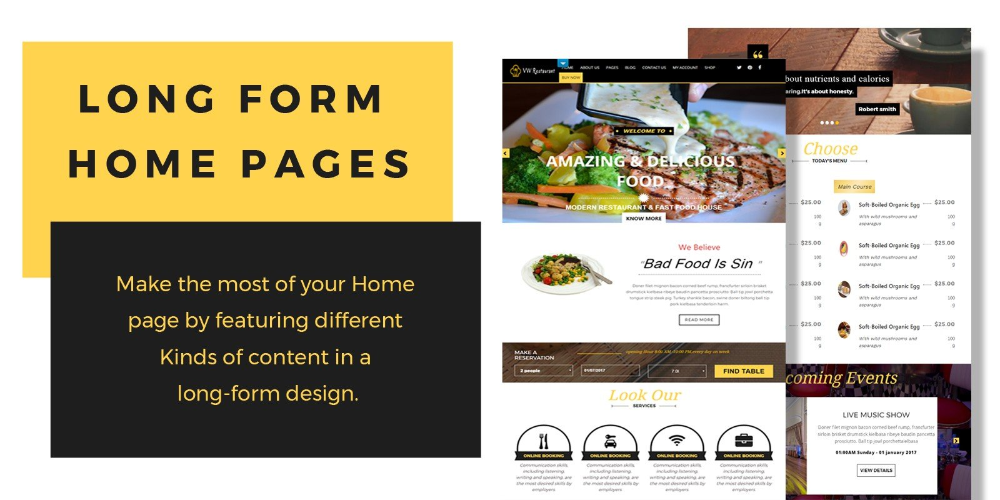 LONG FORM
HOME PAGES
Make the most of your Home
page by featuring different
Kinds of content in a
long-form design.
VW Restaurant
HOME ABOUT US PAGES BLOG CONTACT US MY ACCOUNT SHOP
BUY NOW
WELCOME TO
AMAZING & DELICIOUS
FOOD
MODERN RESTAURANT & FAST FOOD HOUSE
KNOW MORE
We Believe
"Bad Food Is Sin "
Doner filet mignon bacon corned beef rump, francfurter sirloin brisket
drumstick kielbasa ribeye baudin pancetta prosciutto. Ball tip jowl porchetta
tongue strip steak pig. Turkey shankle bacon, swine doner biltong ball tip
pork kielbasa tenderloin harm.
READ MORE
MAKE A
RESERVATION
opening Hour 8:00 AM -10:00 PM,every day on week
2 people 01/07/2017 7:0( FIND TABLE
Look Our
SERVICES
ONLINE BOOKING ONLINE BOOKING ONLINE BOOKING ONLINE BOOKING
Communication skills, Communication skills, Communication skills, Communication skills,
including listening, including listening, including listening, including listening,
writing and speaking, are writing and speaking, are writing and speaking, are writing and speaking, are
the most desired skills by the most desired skills by the most desired skills by the most desired skills by
employers. employers. employers. employers.
“
bout nutrients and calories
aring.It's about honesty.
Robert smith
Choose
TODAY'S MENU
Main Course
$25.00 Soft-Boiled Organic Egg $25.00
100 With wild mushrooms and 100
g asparagus g
$25.00 Soft-Boiled Organic Egg $25.00
100 With wild mushrooms and 100
g asparagus g
$25.00 Soft-Boiled Organic Egg $25.00
100 With wild mushrooms and 100
g asparagus g
$25.00 Soft-Boiled Organic Egg $25.00
100 With wild mushrooms and 100
g asparagus g
coming Events
LIVE MUSIC SHOW
Doner filet mignon bacon corned beef rump, francfurter
sirloin brisket drumstick kielbasa ribeye baudin pancetta
prosciutto. Ball tip jowl porchettaielbasa
01:00AM Sunday - 01 january 2017
VIEW DETAILS